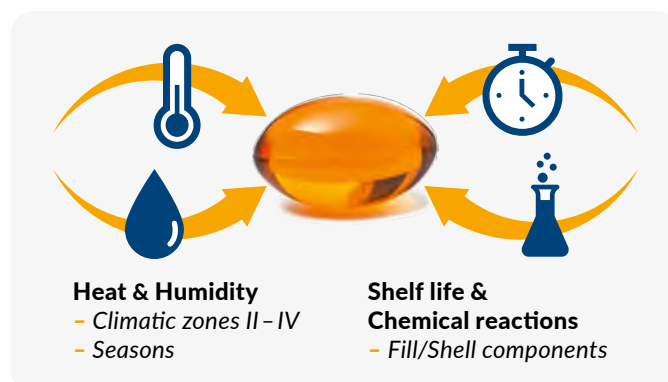 Heat & Humidity
– Climatic zones II – IV
– Seasons
Shelf life &
Chemical reactions
– Fill/Shell components